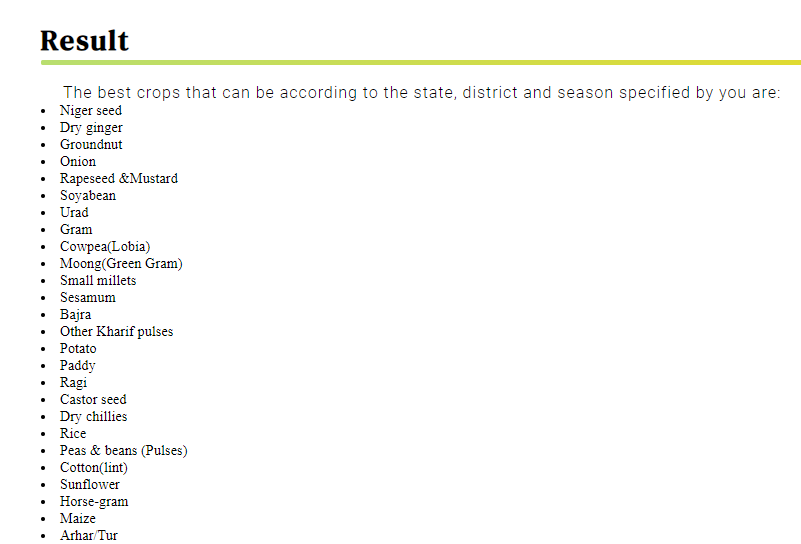 Result
The best crops that can be according to the state, district and season specified by you are:
Niger seed
Dry ginger
Groundnut
Onion
Rapeseed &Mustard
Soyabean
Urad
Gram
Cowpea(Lobia)
Moong(Green Gram)
Small millets
Sesamum
Bajra
Other Kharif pulses
Potato
Paddy
Ragi
Castor seed
Dry chillies
Rice
Peas & beans (Pulses)
Cotton(lint)
Sunflower
Horse-gram
Maize
Arhar/Tur